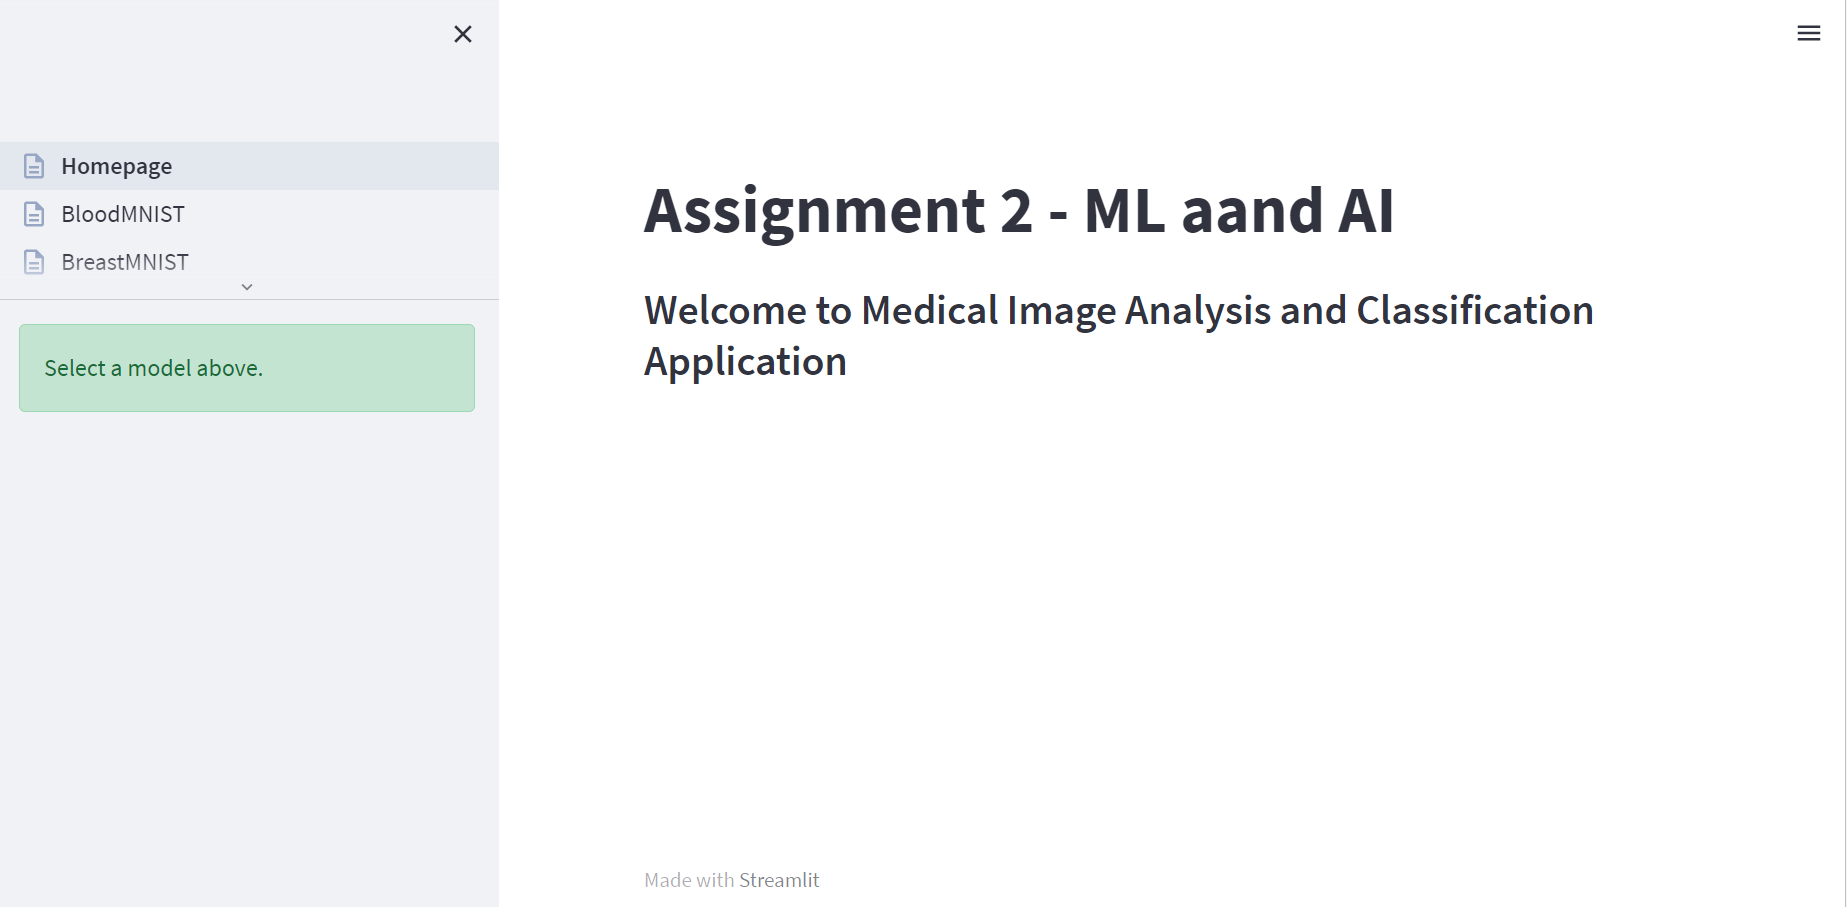 Homepage
BloodMNIST
BreastMNIST
Select a model above.
Assignment 2 - ML aand AI
Welcome to Medical Image Analysis and Classification
Application
Made with Streamlit